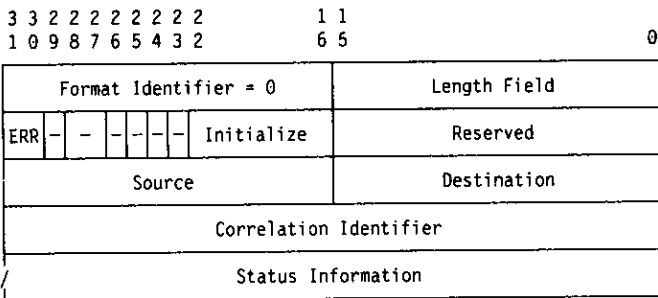 3 3 2 2 2 2 2 2 2 2 1 1
1 0 9 8 7 6 5 4 3 2 6 5 0
Format Identifier = 0 Length Field
ERR - - - - - - Initialize Reserved
Source Destination
Correlation Identifier
Status Information